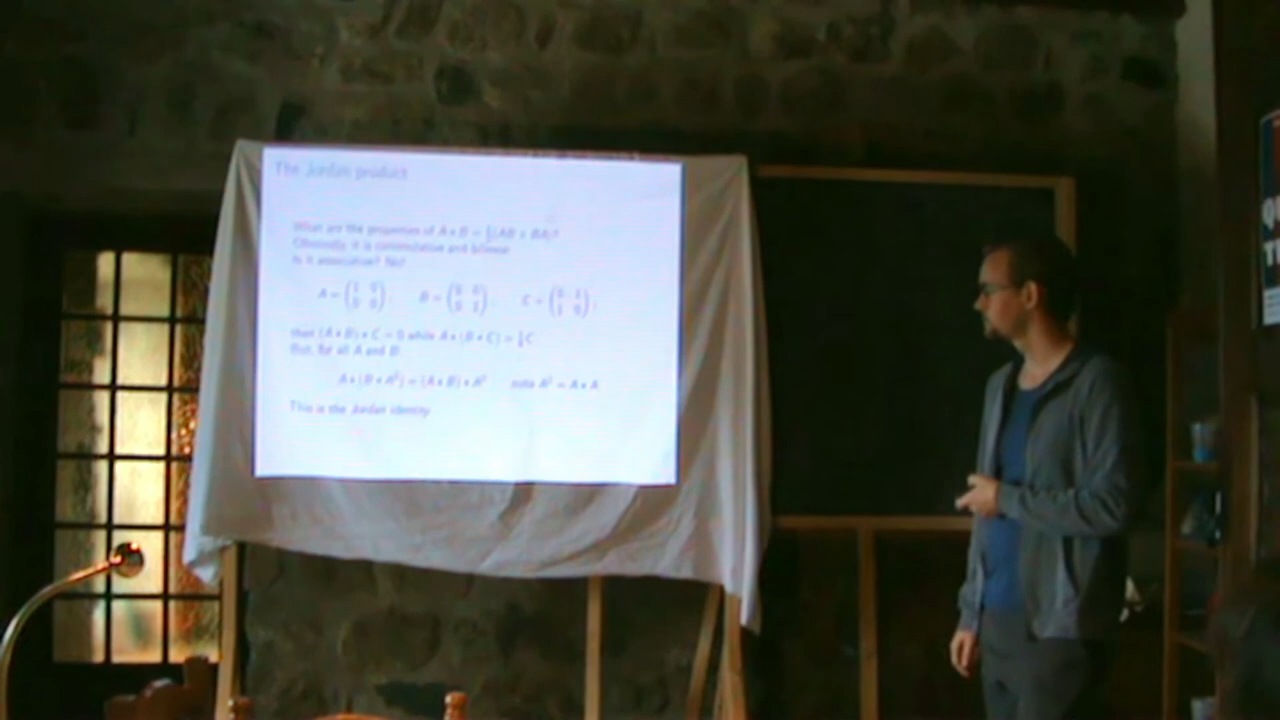 The Jordan product
What are the properties of A * B = ½(AB + BA)?
Obviously it is commutative and bilinear
Is it associative? No!
A = (1 0 / 0 0), B = (0 0 / 0 1), C = (0 1 / 1 0),
then (A * B) * C = 0 while A * (B * C) = ¼C
But, for all A and B:
A * (B * A²) = (A * B) * A² note A² = A * A
This is the Jordan identity